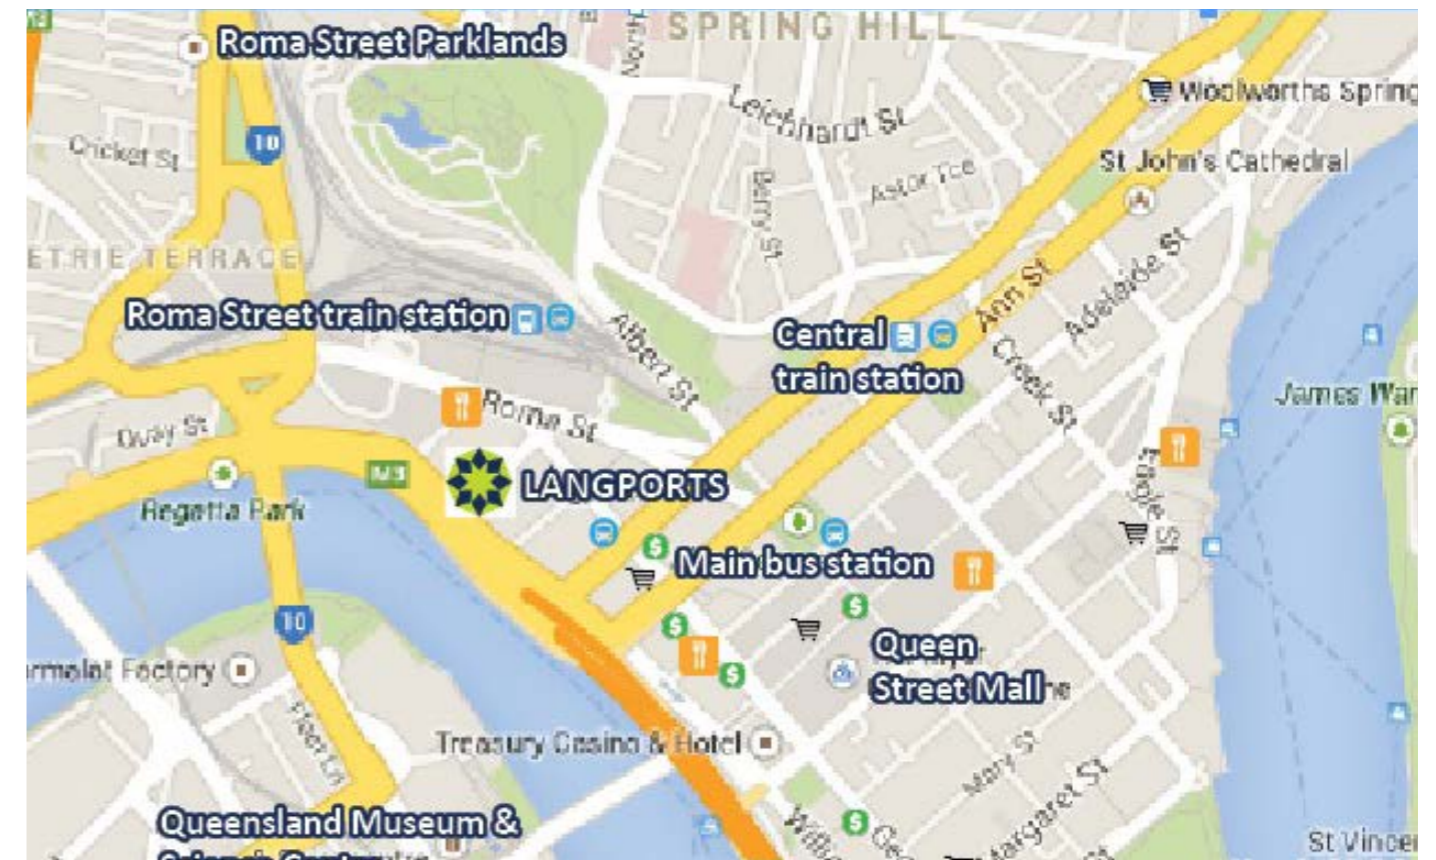 Roma Street Parklands
SPRING HILL
Leichhardt St
Woolworths Spring
10
Cricket St
St John's Cathedral
Astor Tce
Berry St
ETRIE TERRACE
Adelaide St
Ann St
Roma Street train station
Albert St
Central
train station
Creek St
James War
Roma St
Quay St
Eagle St
M3
LANGPORTS
Regatta Park
Main bus station
10
Queen
Street Mall
Treasury Casino & Hotel
Mary St
Margaret St
Queensland Museum &
St Vincen